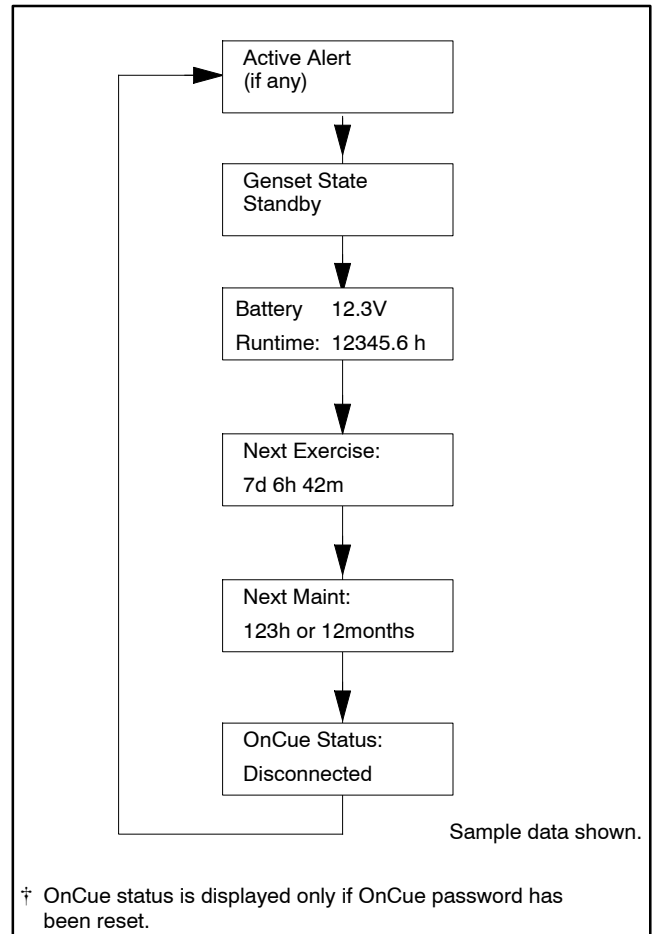 Active Alert
(if any)
Genset State
Standby
Battery 12.3V
Runtime: 12345.6 h
Next Exercise:
7d 6h 42m
Next Maint:
123h or 12months
OnCue Status:
Disconnected
Sample data shown.
† OnCue status is displayed only if OnCue password has
been reset.